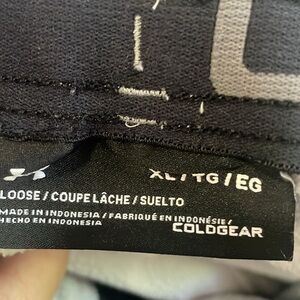 XL / TG / EG
LOOSE / COUPE LÂCHE / SUELTO
MADE IN INDONESIA / FABRIQUÉ EN INDONÉSIE /
HECHO EN INDONESIA
COLDGEAR